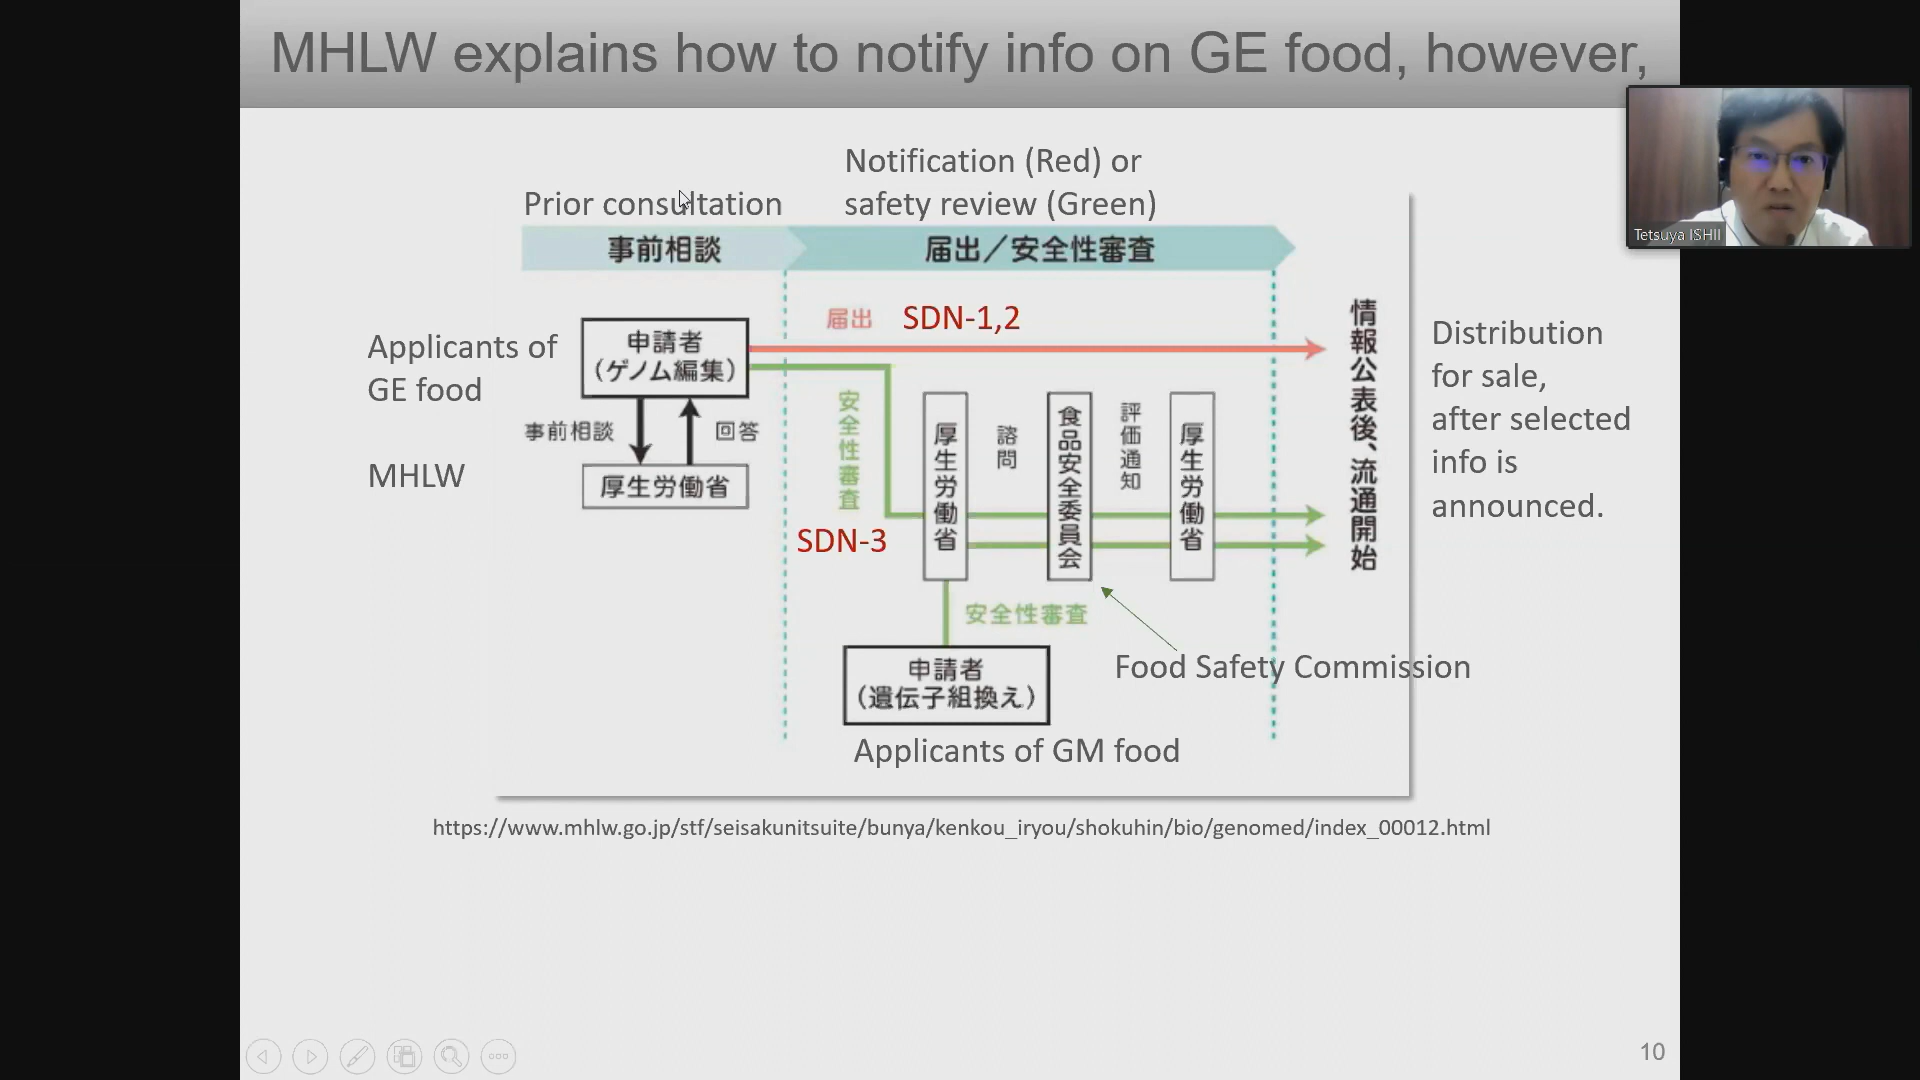 MHLW explains how to notify info on GE food, however,
Tetsuya ISHII
Notification (Red) or
safety review (Green)
Prior consultation
事前相談
届出／安全性審査
届出
SDN-1,2
Applicants of
GE food
申請者
（ゲノム編集）
事前相談
回答
MHLW
厚生労働省
安全性審査
SDN-3
厚生労働省
諮問
食品安全委員会
評価通知
厚生労働省
情報公表後、流通開始
Distribution
for sale,
after selected
info is
announced.
安全性審査
申請者
（遺伝子組換え）
Food Safety Commission
Applicants of GM food
https://www.mhlw.go.jp/stf/seisakunitsuite/bunya/kenkou_iryou/shokuhin/bio/genomed/index_00012.html
10